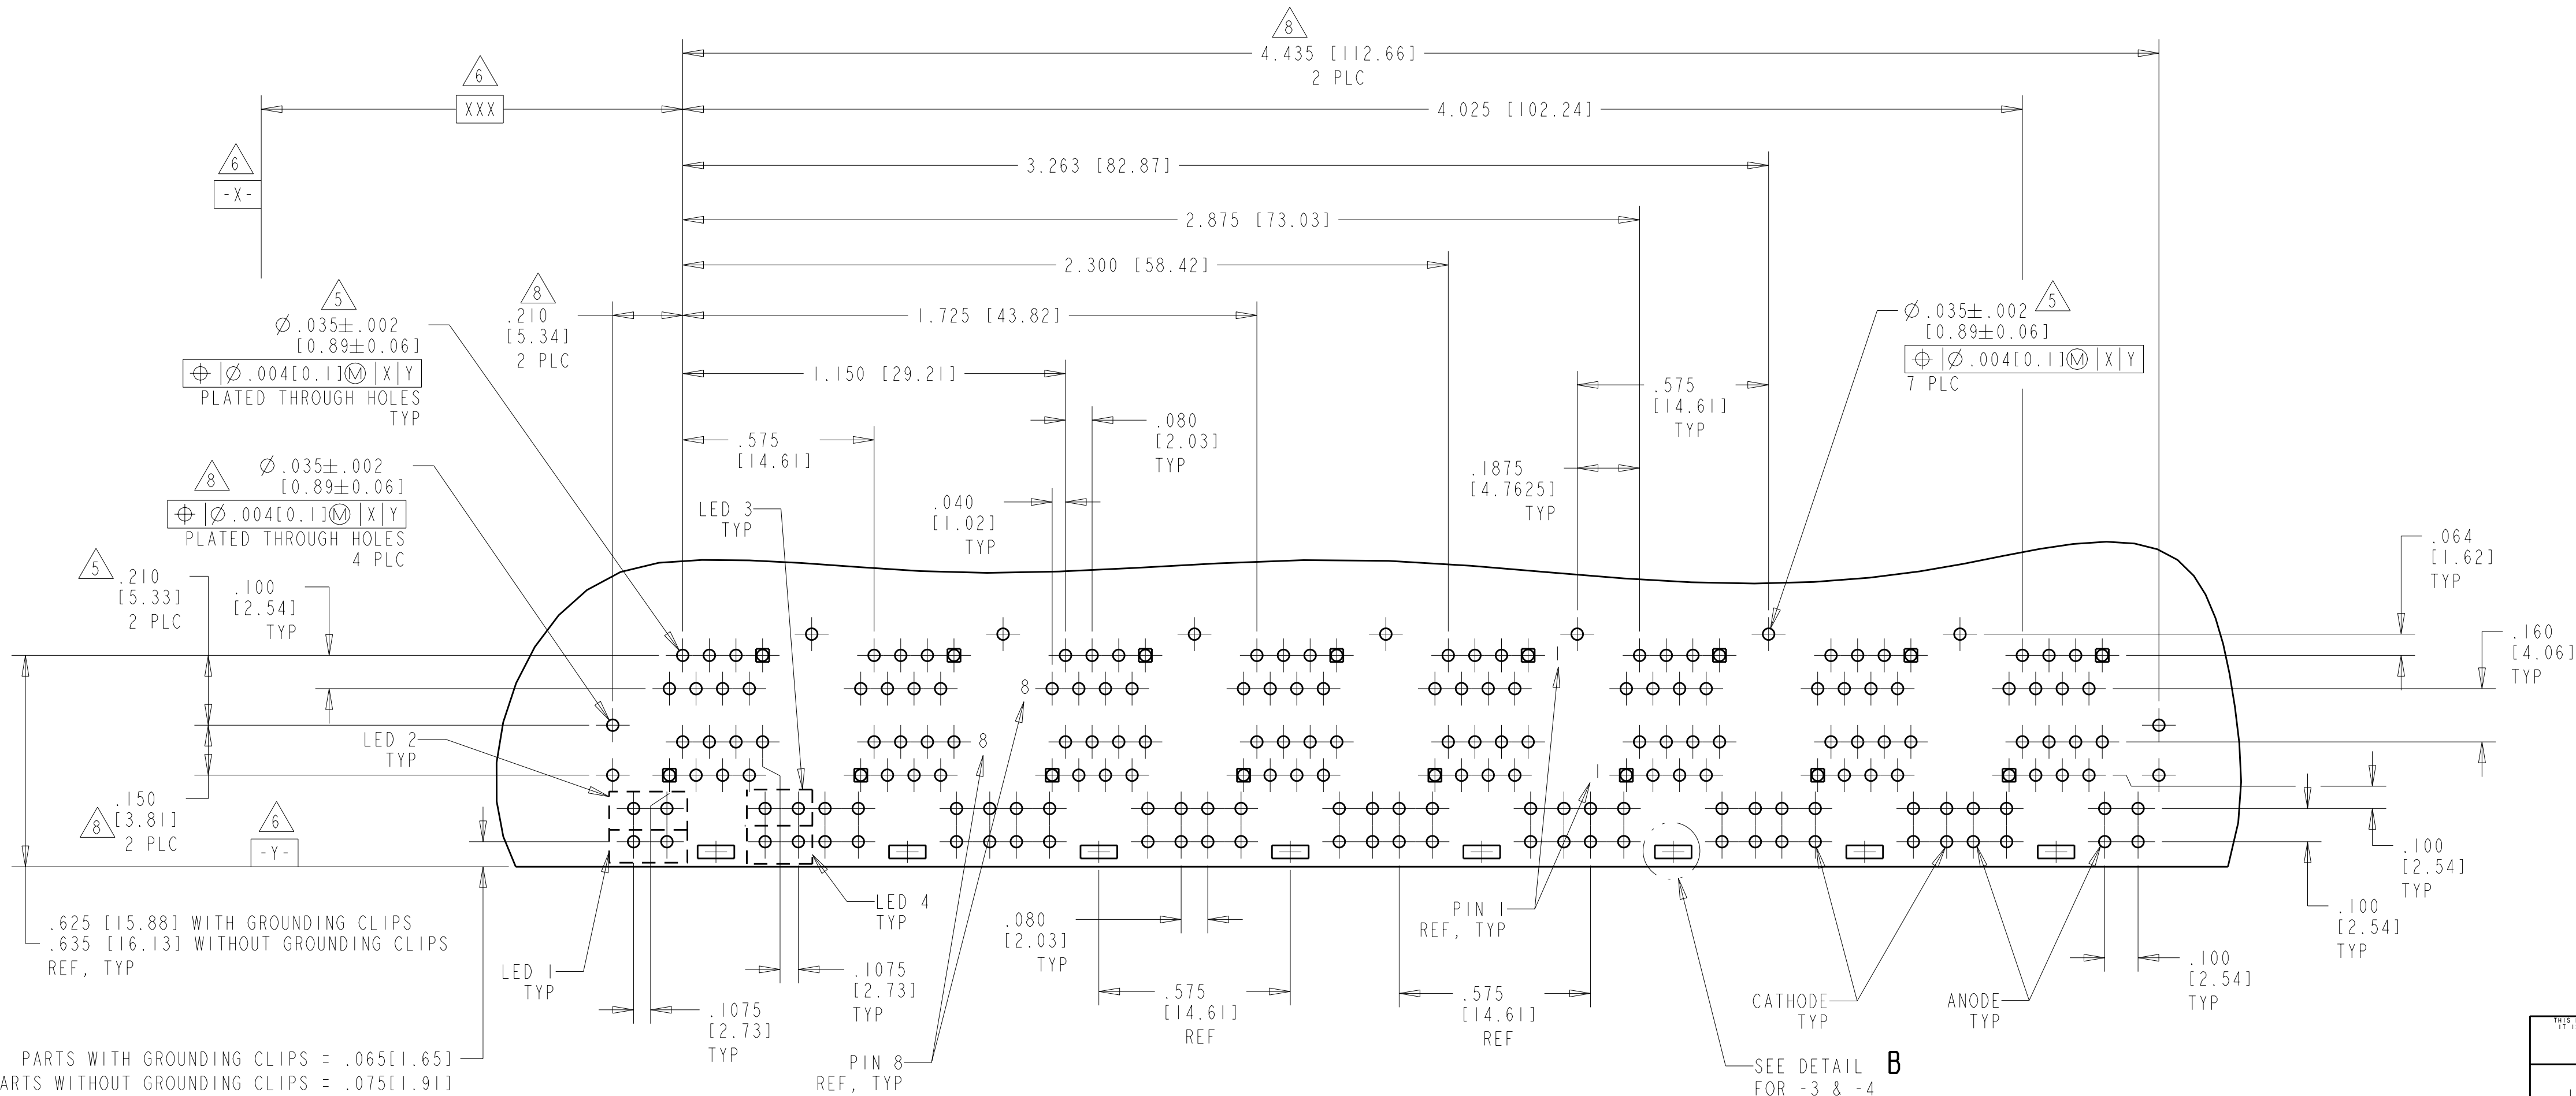 8
4.435 [112.66]
2 PLC
6
XXX
4.025 [102.24]
6
-X-
3.263 [82.87]
2.875 [73.03]
2.300 [58.42]
5
Ø.035±.002
[0.89±0.06]
⌖|Ø.004[0.1]Ⓜ|X|Y
PLATED THROUGH HOLES
TYP
8
.210
[5.34]
2 PLC
1.725 [43.82]
Ø.035±.002 5
[0.89±0.06]
⌖|Ø.004[0.1]Ⓜ|X|Y
7 PLC
1.150 [29.21]
.575
[14.61]
TYP
.080
[2.03]
TYP
.575
[14.61]
.1875
[4.7625]
TYP
8
Ø.035±.002
[0.89±0.06]
⌖|Ø.004[0.1]Ⓜ|X|Y
PLATED THROUGH HOLES
4 PLC
LED 3
TYP
.040
[1.02]
TYP
.064
[1.62]
TYP
5
.210
[5.33]
2 PLC
.100
[2.54]
TYP
.160
[4.06]
TYP
1
8
LED 2
TYP
8
1
.150
[3.81]
2 PLC
8
6
-Y-
.100
[2.54]
TYP
.100
[2.54]
TYP
.625 [15.88] WITH GROUNDING CLIPS
.635 [16.13] WITHOUT GROUNDING CLIPS
REF, TYP
LED 4
TYP
PIN 1
REF, TYP
.080
[2.03]
TYP
LED 1
TYP
.1075
[2.73]
TYP
.575
[14.61]
REF
.575
[14.61]
REF
CATHODE
TYP
ANODE
TYP
.100
[2.54]
TYP
.1075
[2.73]
TYP
PARTS WITH GROUNDING CLIPS = .065[1.65]
ARTS WITHOUT GROUNDING CLIPS = .075[1.91]
PIN 8
REF, TYP
SEE DETAIL B
FOR -3 & -4
THIS